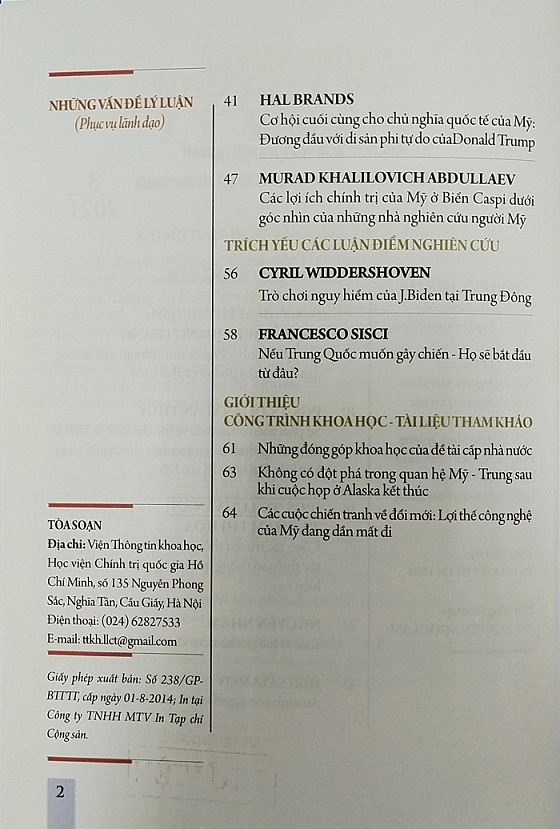 NHỮNG VẤN ĐỀ LÝ LUẬN
(Phục vụ lãnh đạo)
41 HAL BRANDS
Cơ hội cuối cùng cho chủ nghĩa quốc tế của Mỹ:
Đương đầu với di sản phi tự do củaDonald Trump
47 MURAD KHALILOVICH ABDULLAEV
Các lợi ích chính trị của Mỹ ở Biển Caspi dưới
góc nhìn của những nhà nghiên cứu người Mỹ
TRÍCH YẾU CÁC LUẬN ĐIỂM NGHIÊN CỨU
56 CYRIL WIDDERSHOVEN
Trò chơi nguy hiểm của J.Biden tại Trung Đông
58 FRANCESCO SISCI
Nếu Trung Quốc muốn gây chiến - Họ sẽ bắt đầu
từ đâu?
GIỚI THIỆU
CÔNG TRÌNH KHOA HỌC - TÀI LIỆU THAM KHẢO
61 Những đóng góp khoa học của đề tài cấp nhà nước
63 Không có đột phá trong quan hệ Mỹ - Trung sau
khi cuộc họp ở Alaska kết thúc
64 Các cuộc chiến tranh về đổi mới: Lợi thế công nghệ
của Mỹ đang dần mất đi
TÒA SOẠN
Địa chỉ: Viện Thông tin khoa học,
Học viện Chính trị quốc gia Hồ
Chí Minh, số 135 Nguyễn Phong
Sắc, Nghĩa Tân, Cầu Giấy, Hà Nội
Điện thoại: (024) 62827533
E-mail: ttkh.llct@gmail.com
Giấy phép xuất bản: Số 238/GP-
BTTTT, cấp ngày 01-8-2014; In tại
Công ty TNHH MTV In Tạp chí
Cộng sản.
2